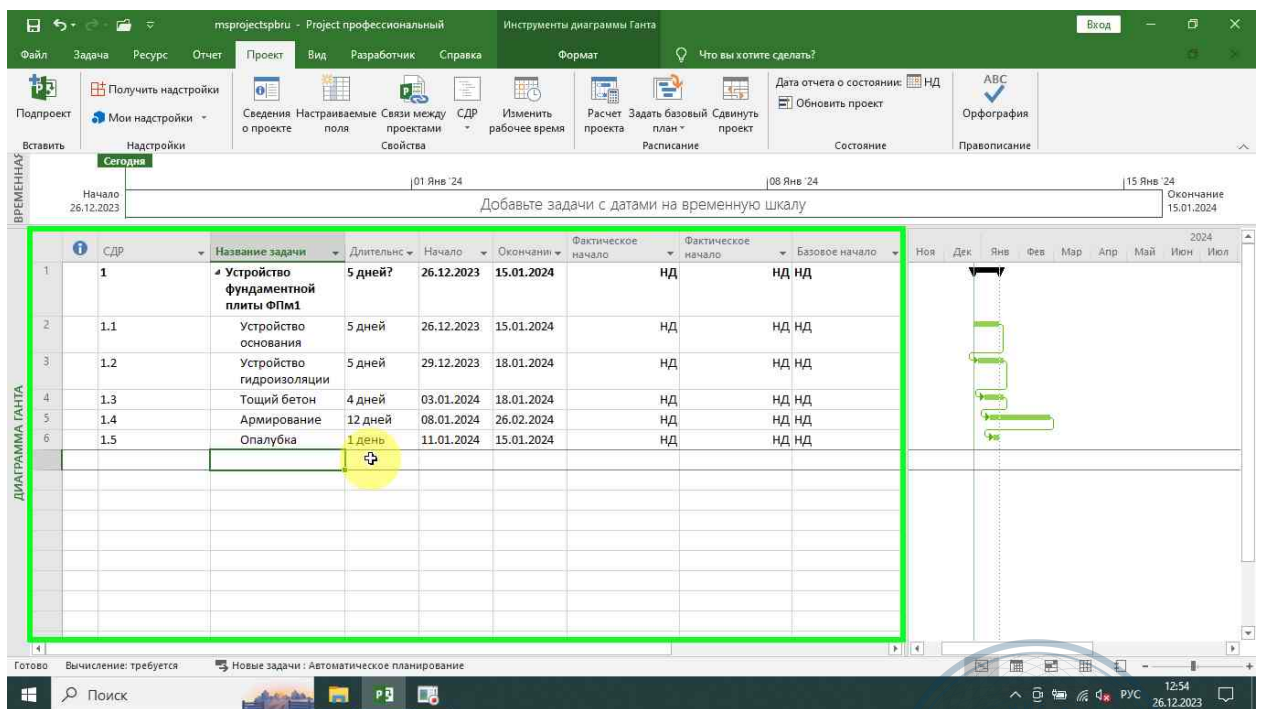 msprojectspbru - Project профессиональный
Инструменты диаграммы Ганта
Вход
Файл Задача Ресурс Отчет Проект Вид Разработчик Справка Формат Что вы хотите сделать?
Подпроект
Получить надстройки
Мои надстройки
Сведения о проекте
Настраиваемые поля
Связи между проектами
СДР
Изменить рабочее время
Расчет проекта
Задать базовый план
Сдвинуть проект
Дата отчета о состоянии: НД
Обновить проект
ABC
Орфография
Вставить Надстройки Свойства Расписание Состояние Правописание
ВРЕМЕННАЯ
Сегодня
01 Янв '24 08 Янв '24 15 Янв '24
Начало
26.12.2023
Добавьте задачи с датами на временную шкалу
Окончание
15.01.2024
ДИАГРАММА ГАНТА
СДР Название задачи Длительнс Начало Окончани Фактическое начало Фактическое начало Базовое начало
2024
Ноя Дек Янв Фев Мар Апр Май Июн Июл
1 1 Устройство фундаментной плиты ФПм1 5 дней? 26.12.2023 15.01.2024 НД НД НД
2 1.1 Устройство основания 5 дней 26.12.2023 15.01.2024 НД НД НД
3 1.2 Устройство гидроизоляции 5 дней 29.12.2023 18.01.2024 НД НД НД
4 1.3 Тощий бетон 4 дней 03.01.2024 18.01.2024 НД НД НД
5 1.4 Армирование 12 дней 08.01.2024 26.02.2024 НД НД НД
6 1.5 Опалубка 1 день 11.01.2024 15.01.2024 НД НД НД
Готово Вычисление: требуется Новые задачи : Автоматическое планирование
Поиск
РУС
12:54
26.12.2023